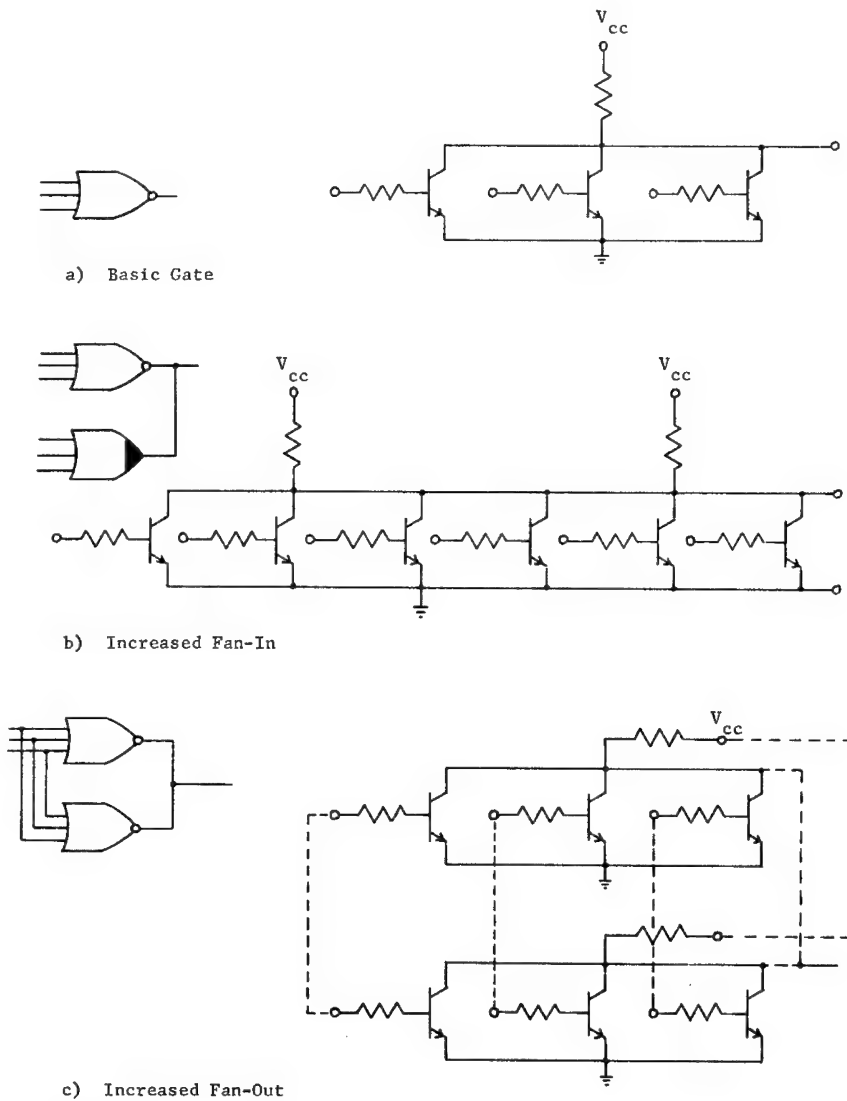 V
cc
a) Basic Gate
V
cc
V
cc
b) Increased Fan-In
V
cc
c) Increased Fan-Out